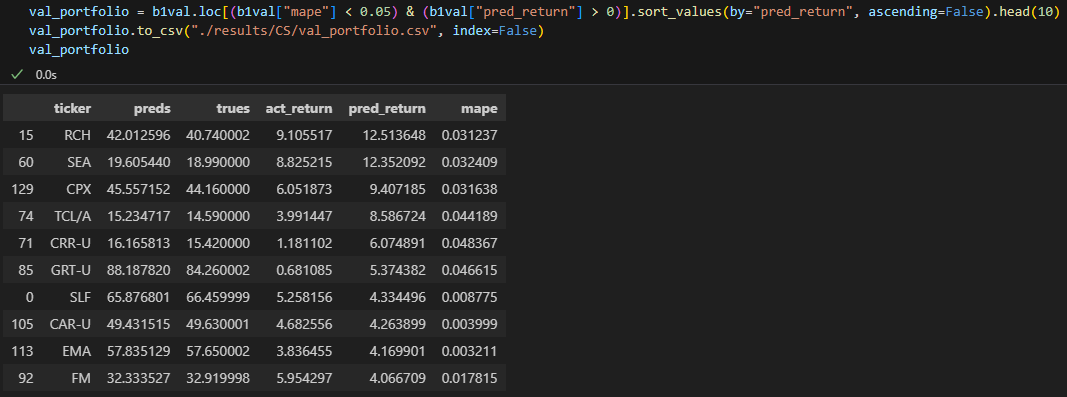 val_portfolio = b1val.loc[(b1val["mape"] < 0.05) & (b1val["pred_return"] > 0)].sort_values(by="pred_return", ascending=False).head(10)
val_portfolio.to_csv("./results/CS/val_portfolio.csv", index=False)
val_portfolio
✓ 0.0s
ticker preds trues act_return pred_return mape
15 RCH 42.012596 40.740002 9.105517 12.513648 0.031237
60 SEA 19.605440 18.990000 8.825215 12.352092 0.032409
129 CPX 45.557152 44.160000 6.051873 9.407185 0.031638
74 TCL/A 15.234717 14.590000 3.991447 8.586724 0.044189
71 CRR-U 16.165813 15.420000 1.181102 6.074891 0.048367
85 GRT-U 88.187820 84.260002 0.681085 5.374382 0.046615
0 SLF 65.876801 66.459999 5.258156 4.334496 0.008775
105 CAR-U 49.431515 49.630001 4.682556 4.263899 0.003999
113 EMA 57.835129 57.650002 3.836455 4.169901 0.003211
92 FM 32.333527 32.919998 5.954297 4.066709 0.017815